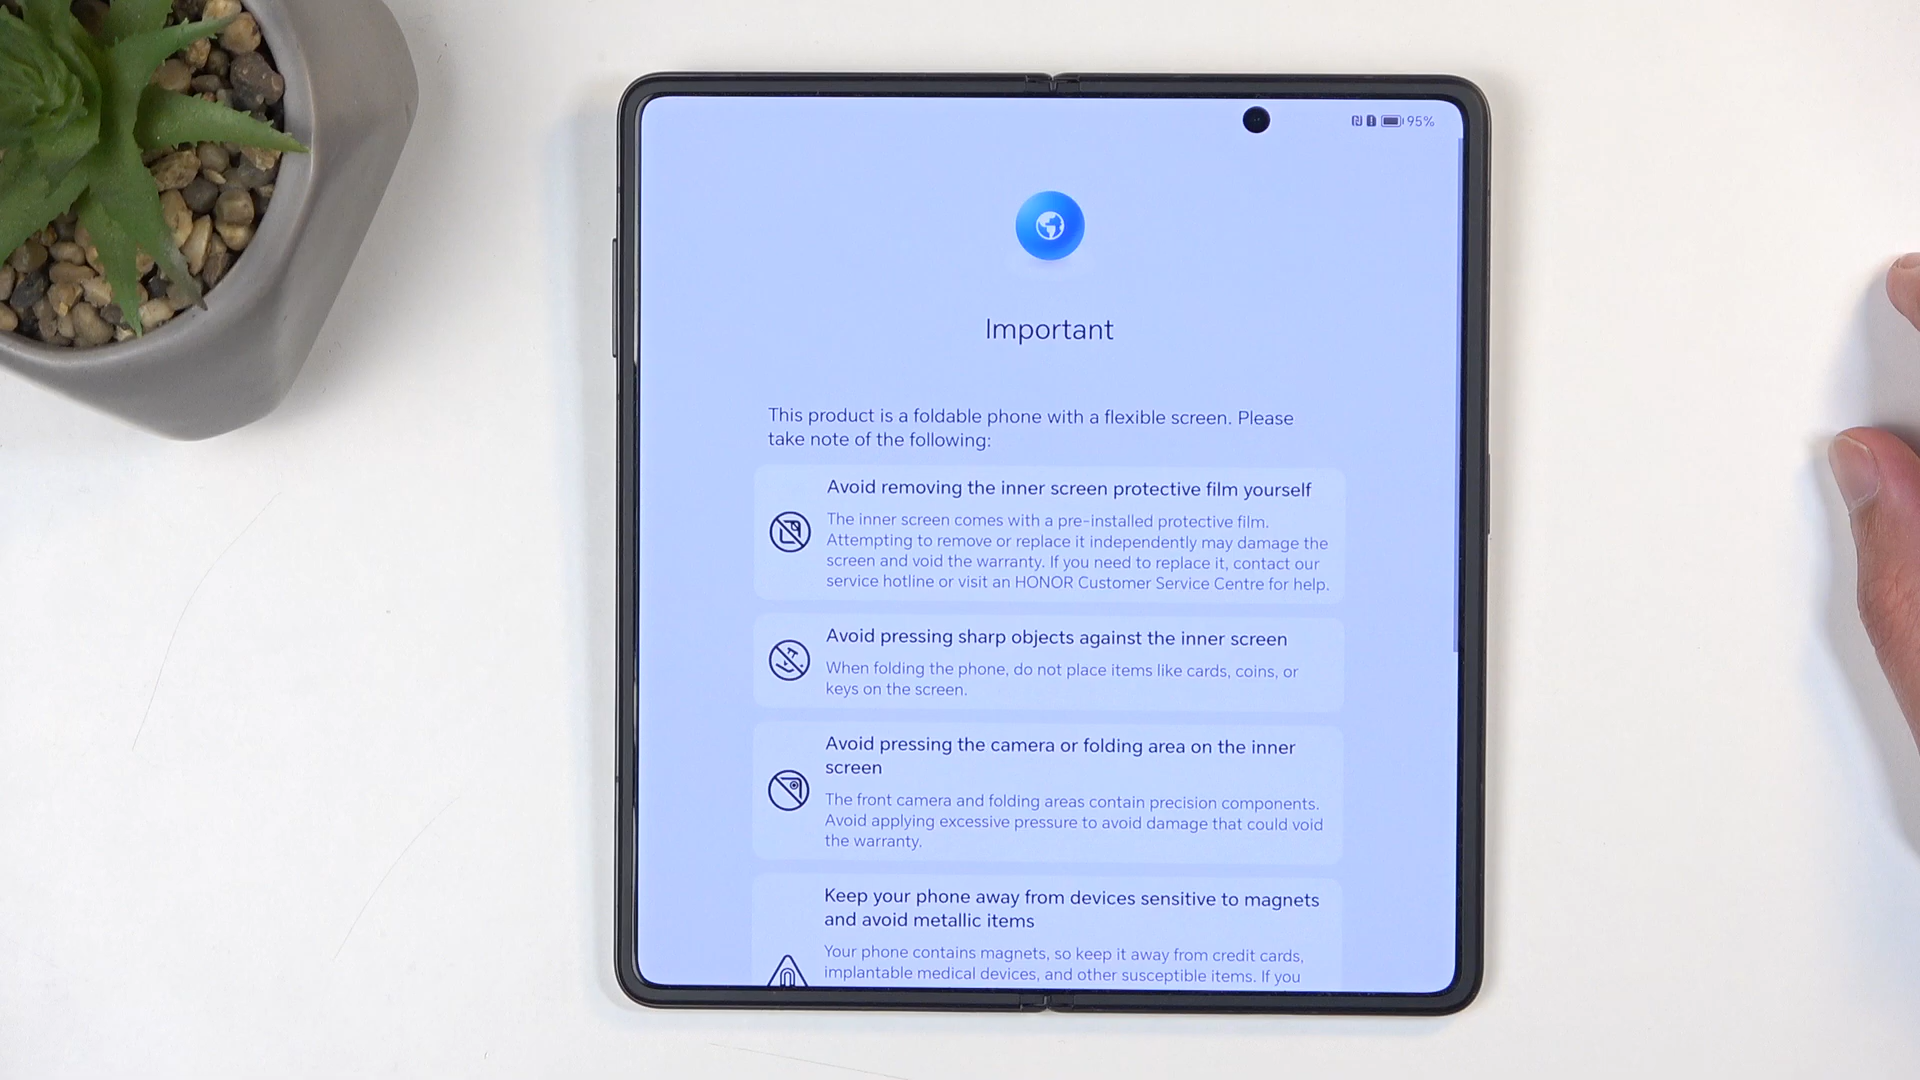 95%
Important
This product is a foldable phone with a flexible screen. Please
take note of the following:
Avoid removing the inner screen protective film yourself
The inner screen comes with a pre-installed protective film.
Attempting to remove or replace it independently may damage the
screen and void the warranty. If you need to replace it, contact our
service hotline or visit an HONOR Customer Service Centre for help.
Avoid pressing sharp objects against the inner screen
When folding the phone, do not place items like cards, coins, or
keys on the screen.
Avoid pressing the camera or folding area on the inner
screen
The front camera and folding areas contain precision components.
Avoid applying excessive pressure to avoid damage that could void
the warranty.
Keep your phone away from devices sensitive to magnets
and avoid metallic items
Your phone contains magnets, so keep it away from credit cards,
implantable medical devices, and other susceptible items. If you